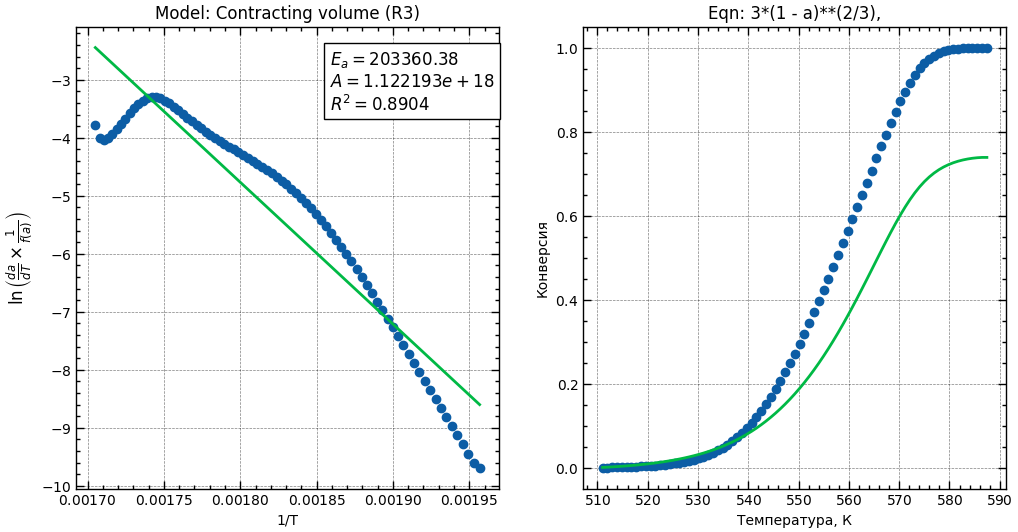 Model: Contracting volume (R3)
E_a = 203360.38
A = 1.122193e + 18
R^2 = 0.8904
−3
−4
−5
−6
−7
−8
−9
−10
ln (da/dT × 1/f(a))
0.00170 0.00175 0.00180 0.00185 0.00190 0.00195
1/T
Eqn: 3*(1 - a)**(2/3),
1.0
0.8
0.6
0.4
0.2
0.0
Конверсия
510 520 530 540 550 560 570 580 590
Температура, К